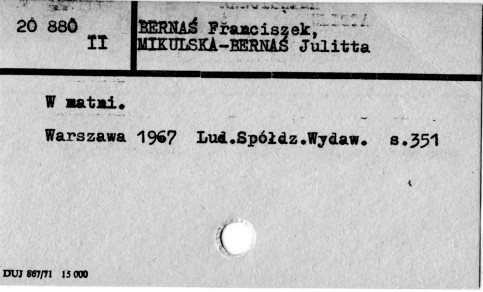 20 880
II
BERNAŚ Franciszek,
MIKULSKA-BERNAŚ Julitta
W matni.
Warszawa 1967 Lud.Spółdz.Wydaw. s.351
DUJ 867/71 15 000